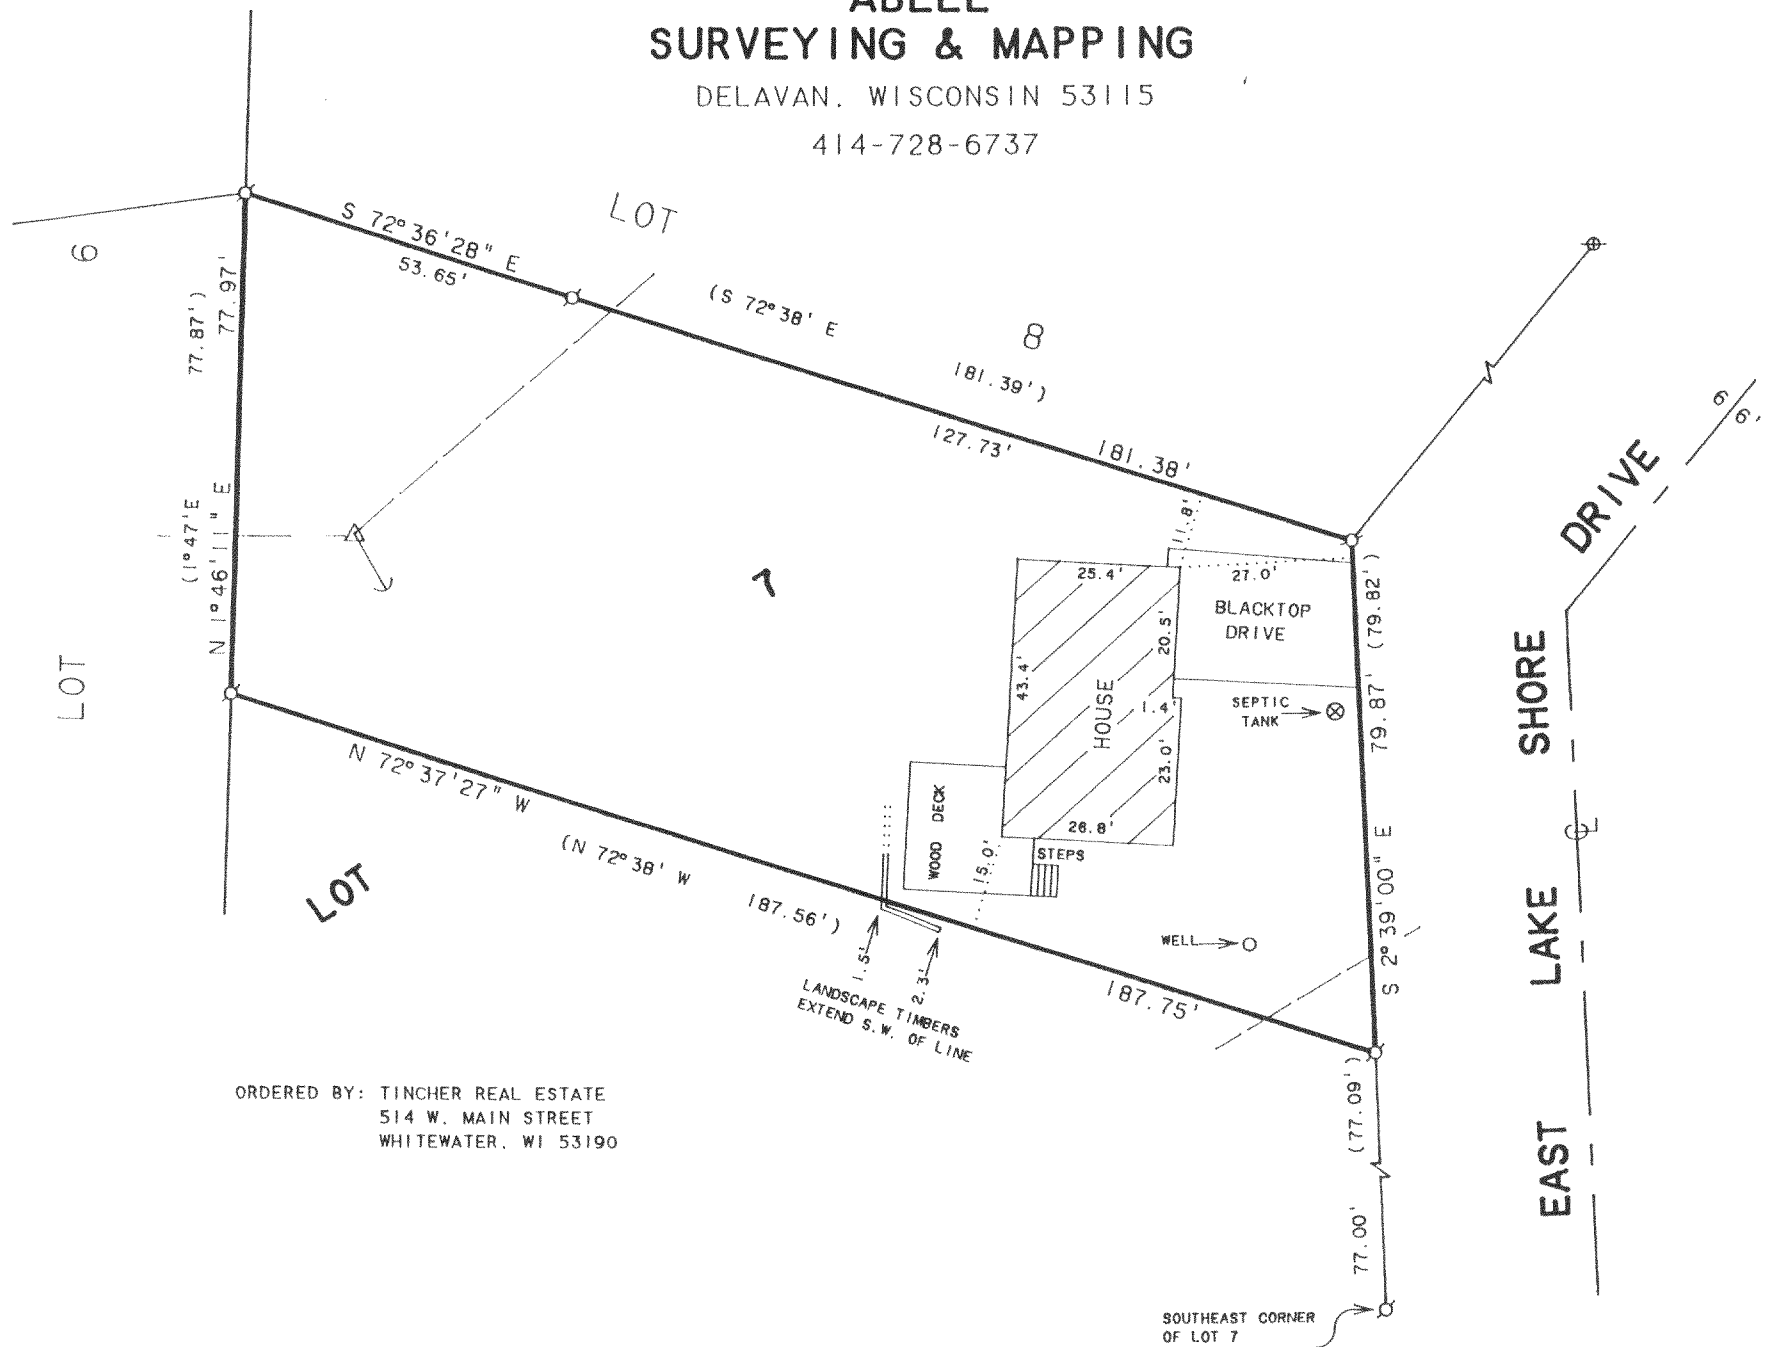 SURVEYING & MAPPING
DELAVAN, WISCONSIN 53115
414-728-6737
LOT
8
S 72°36'28" E
53.65'
(S 72°38' E
181.39')
127.73'
181.38'
77.87')
77.97'
(1°47'E
N 1°46'11" E
LOT
7
11.8'
25.4'
27.0'
BLACKTOP
DRIVE
20.5'
43.4'
HOUSE
1.4'
23.0'
26.8'
SEPTIC
TANK
WOOD DECK
15.0'
STEPS
WELL
79.87' (79.82')
S 2°39'00" E
66'
EAST LAKE SHORE DRIVE
N 72°37'27" W
(N 72°38' W
187.56')
187.75'
LOT
1.5'
2.3'
LANDSCAPE TIMBERS
EXTEND S.W. OF LINE
ORDERED BY: TINCHER REAL ESTATE
514 W. MAIN STREET
WHITEWATER, WI 53190
(77.09')
77.00'
SOUTHEAST CORNER
OF LOT 7